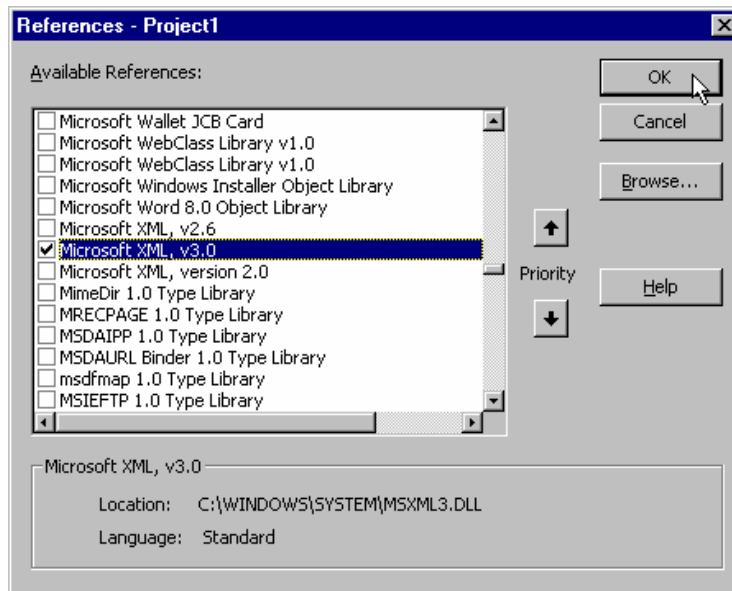 References - Project1
Available References:
OK
Cancel
Browse...
Help
Microsoft Wallet JCB Card
Microsoft WebClass Library v1.0
Microsoft WebClass Library v1.0
Microsoft Windows Installer Object Library
Microsoft Word 8.0 Object Library
Microsoft XML, v2.6
Microsoft XML, v3.0
Microsoft XML, version 2.0
MimeDir 1.0 Type Library
MRECPAGE 1.0 Type Library
MSDAIPP 1.0 Type Library
MSDAURL Binder 1.0 Type Library
msdfmap 1.0 Type Library
MSIEFTP 1.0 Type Library
Priority
Microsoft XML, v3.0
Location: C:\WINDOWS\SYSTEM\MSXML3.DLL
Language: Standard